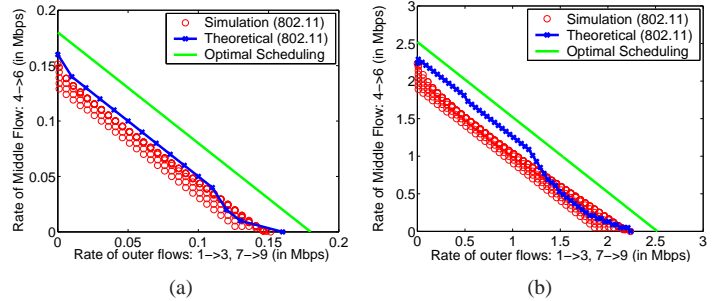 0.2
0.15
0.1
0.05
0
0
0.05
0.1
0.15
0.2
Rate of Middle Flow: 4->6 (in Mbps)
Rate of outer flows: 1->3, 7->9 (in Mbps)
Simulation (802.11)
Theoretical (802.11)
Optimal Scheduling
(a)
3
2.5
2
1.5
1
0.5
0
0
0.5
1
1.5
2
2.5
3
Rate of Middle Flow: 4->6 (in Mbps)
Rate of outer flows: 1->3, 7->9 (in Mbps)
Simulation (802.11)
Theoretical (802.11)
Optimal Scheduling
(b)